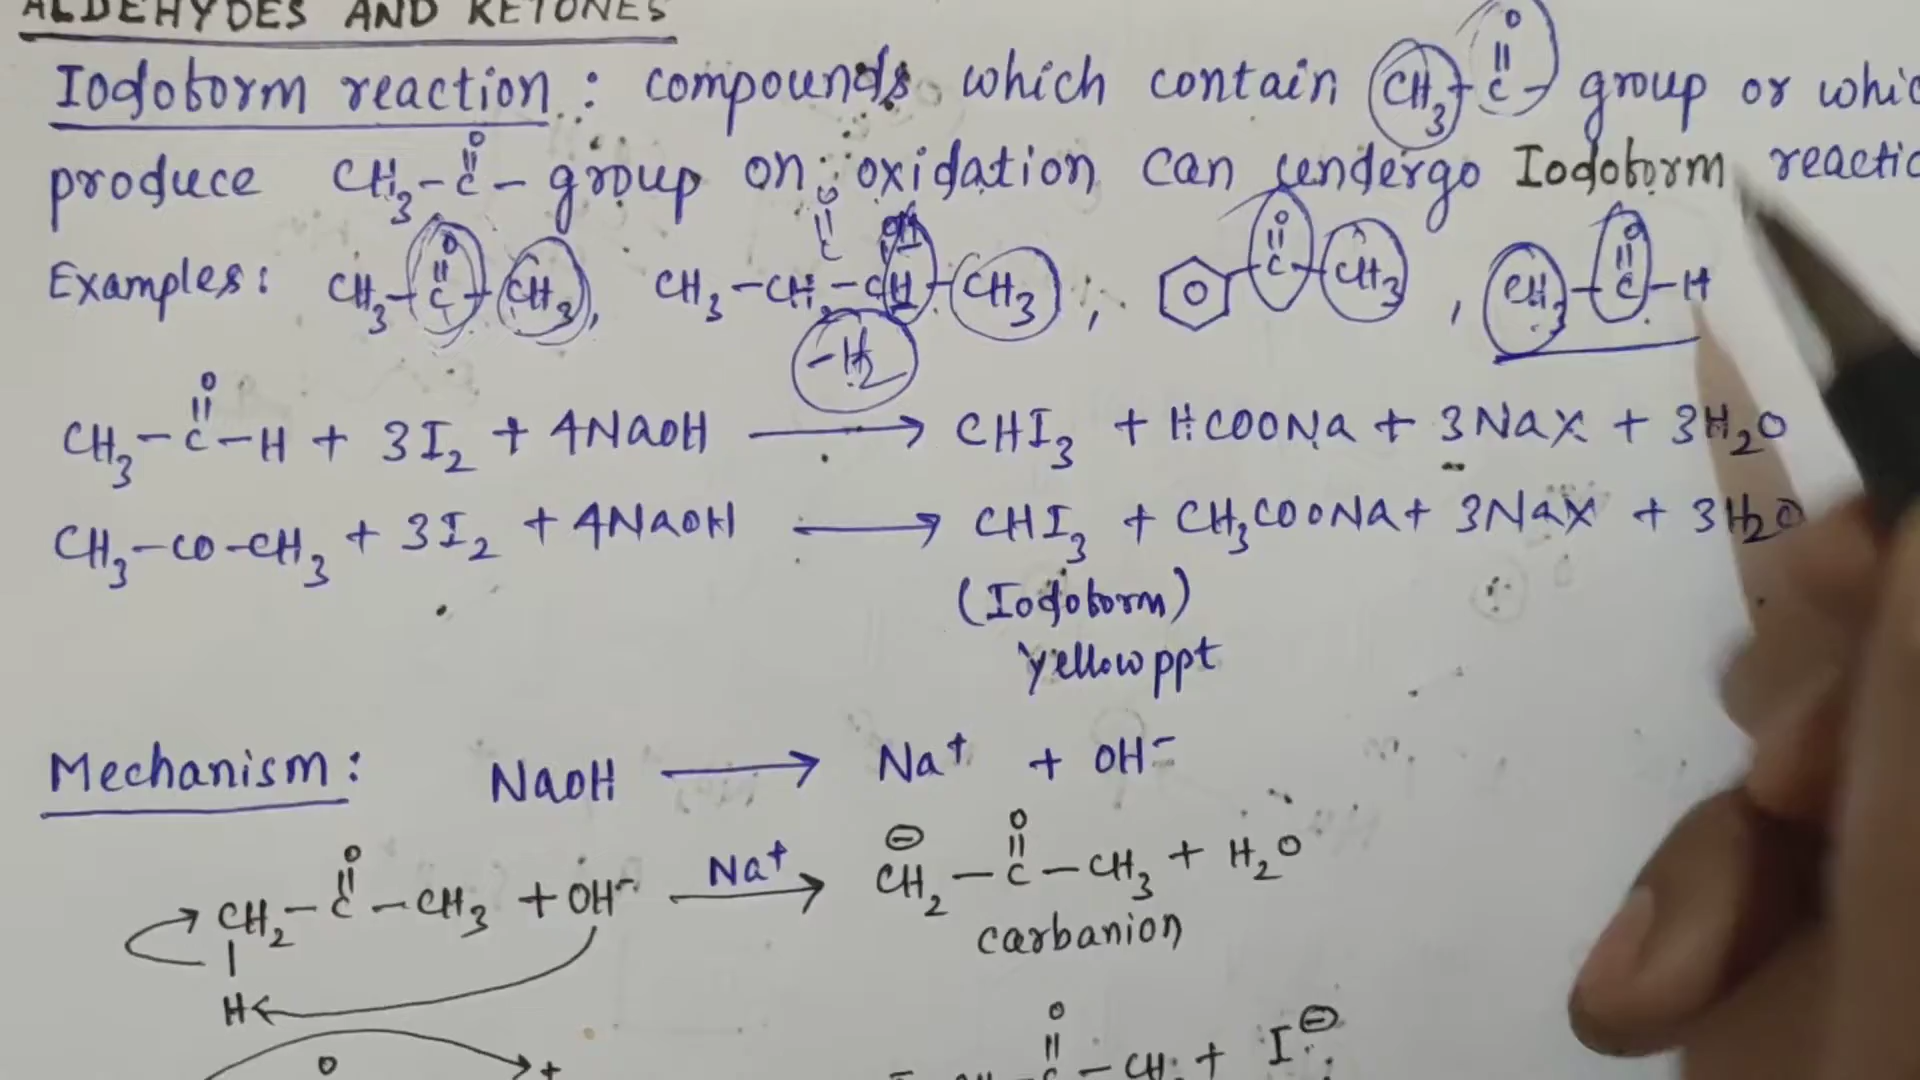 ALDEHYDES AND KETONES
Iodoform reaction : compounds which contain CH3-C(=O)- group or whic
produce CH3-C(=O)- group on oxidation can undergo Iodoform reactio
Examples: CH3-C(=O)-CH3, CH3-CH2-CH(OH)-CH3, C6H5-C(=O)-CH3, CH3-C(=O)-H
-H2
CH3-C(=O)-H + 3I2 + 4NaOH → CHI3 + HCOONa + 3NaX + 3H2O
CH3-CO-CH3 + 3I2 + 4NaOH → CHI3 + CH3COONa + 3NaX + 3H2O
(Iodoform)
yellow ppt
Mechanism: NaOH → Na+ + OH-
CH2(H)-C(=O)-CH3 + OH- →(Na+) ⊖CH2-C(=O)-CH3 + H2O
carbanion
+ I⊖